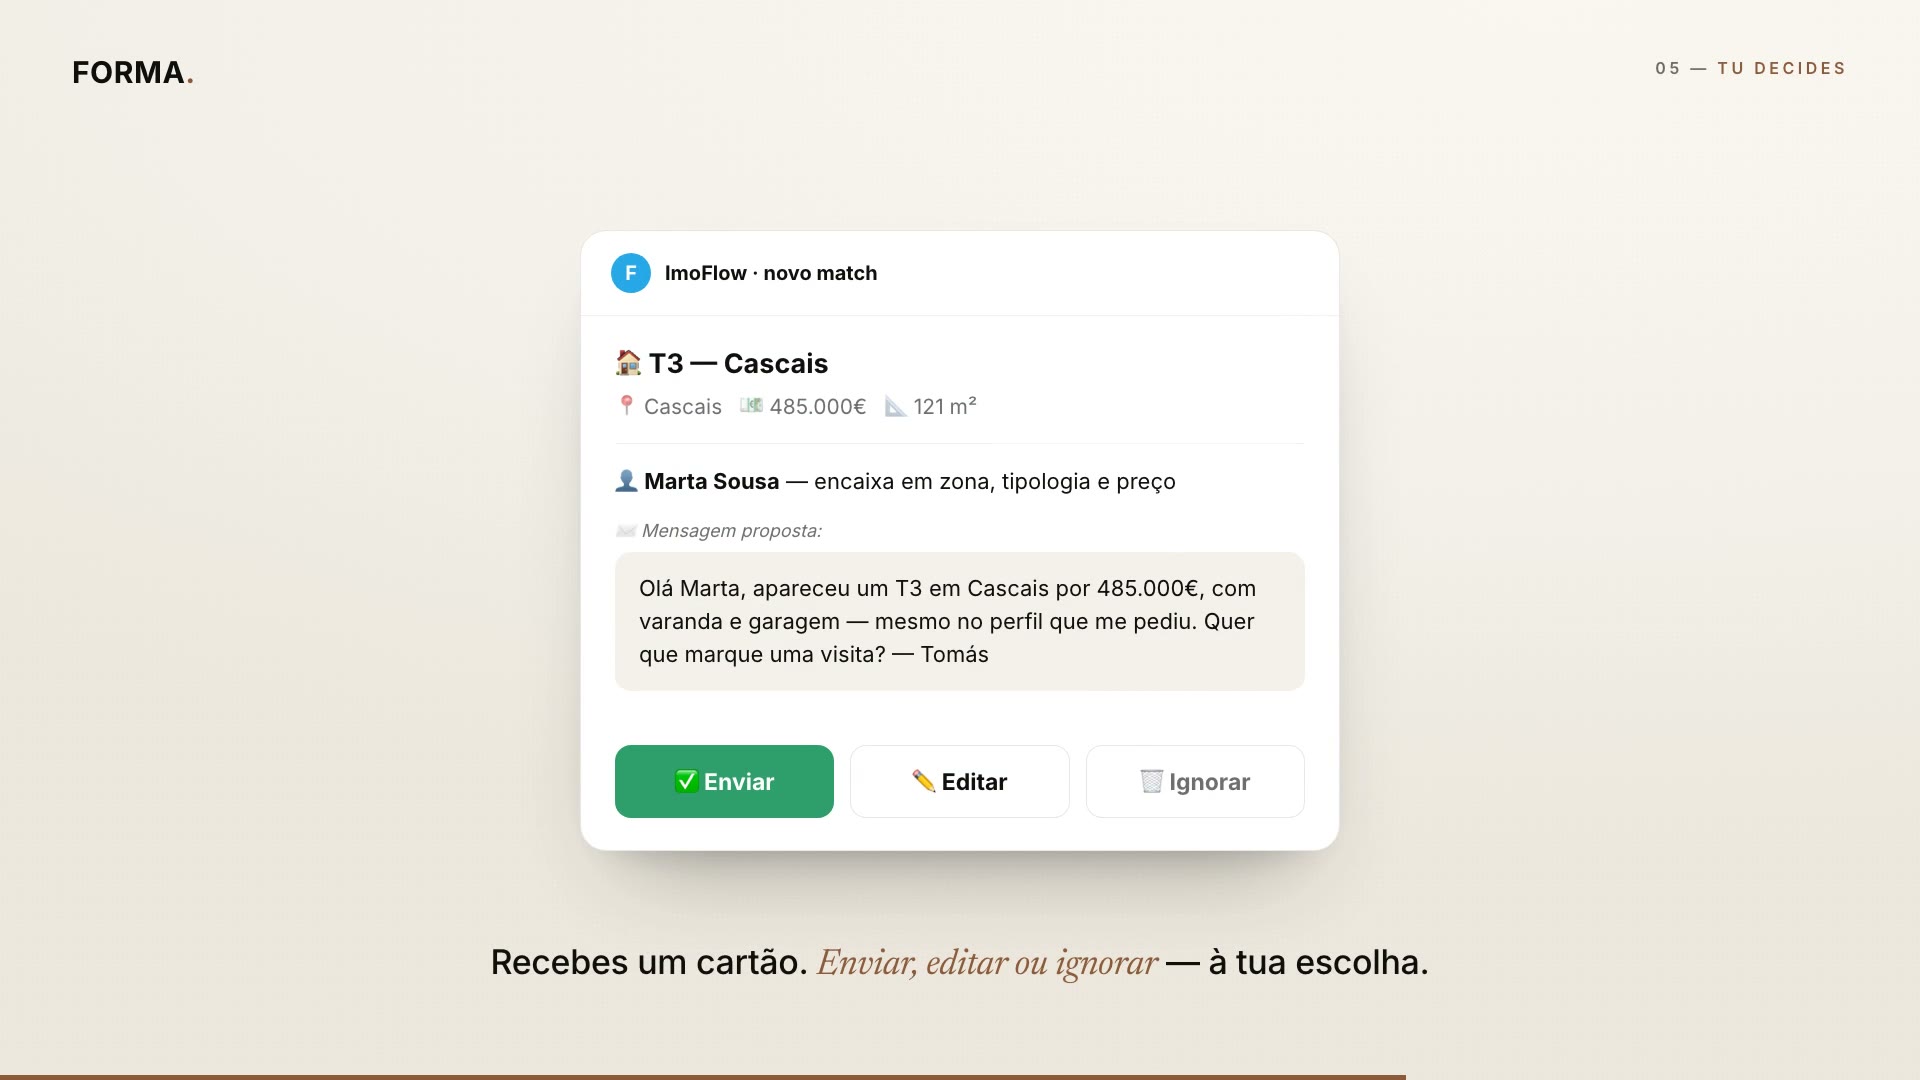 FORMA.
05 — TU DECIDES
F
ImoFlow · novo match
🏠 T3 — Cascais
📍 Cascais 💵 485.000€ 📐 121 m²
👤 Marta Sousa — encaixa em zona, tipologia e preço
✉️ Mensagem proposta:
Olá Marta, apareceu um T3 em Cascais por 485.000€, com
varanda e garagem — mesmo no perfil que me pediu. Quer
que marque uma visita? — Tomás
✅ Enviar
✏️ Editar
🗑️ Ignorar
Recebes um cartão. Enviar, editar ou ignorar — à tua escolha.